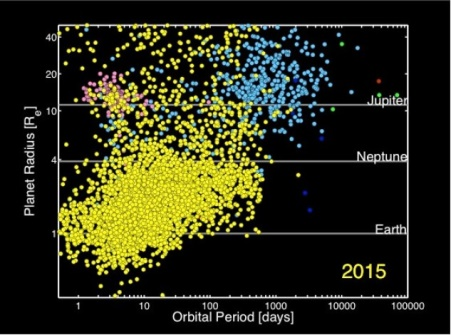 40
20
10
4
1
Planet Radius [Re]
Jupiter
Neptune
Earth
2015
1 10 100 1000 10000 100000
Orbital Period [days]